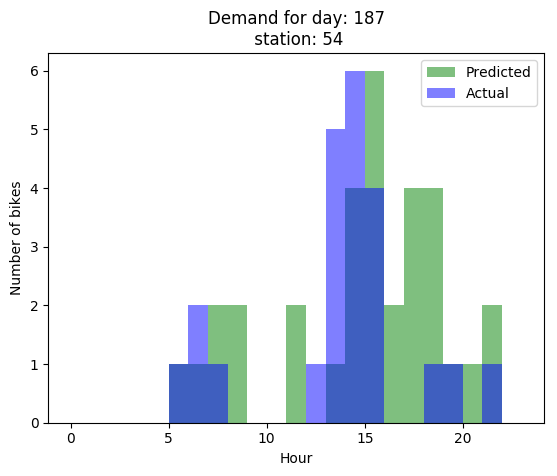 Demand for day: 187
station: 54
Predicted
Actual
Number of bikes
6
5
4
3
2
1
0
0 5 10 15 20
Hour